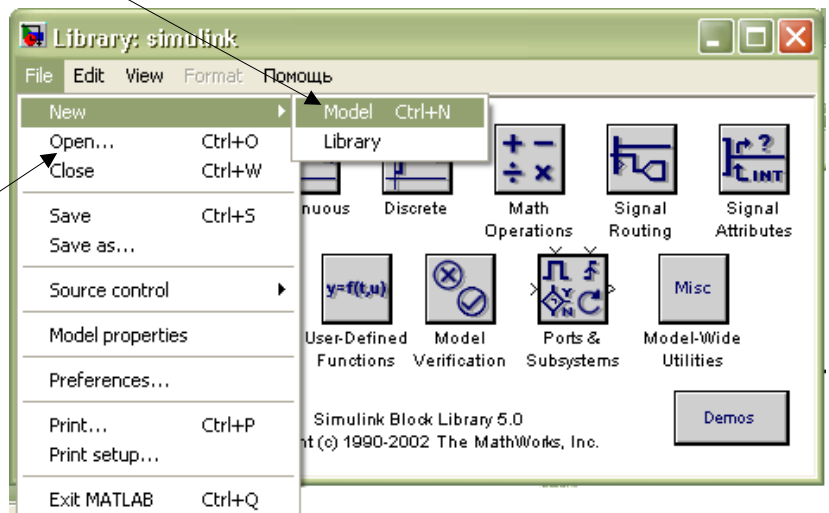 Library: simulink
File Edit View Format Помощь
New
Model Ctrl+N
Library
Open... Ctrl+O
Close Ctrl+W
Save Ctrl+S
Save as...
Source control
Model properties
Preferences...
Print... Ctrl+P
Print setup...
Exit MATLAB Ctrl+Q
+ −
÷ ×
?
INT
nuous Discrete Math Operations Signal Routing Signal Attributes
y=f(t,u)
Y
N
Misc
User-Defined Functions Model Verification Ports & Subsystems Model-Wide Utilities
Simulink Block Library 5.0
ht (c) 1990-2002 The MathWorks, Inc.
Demos